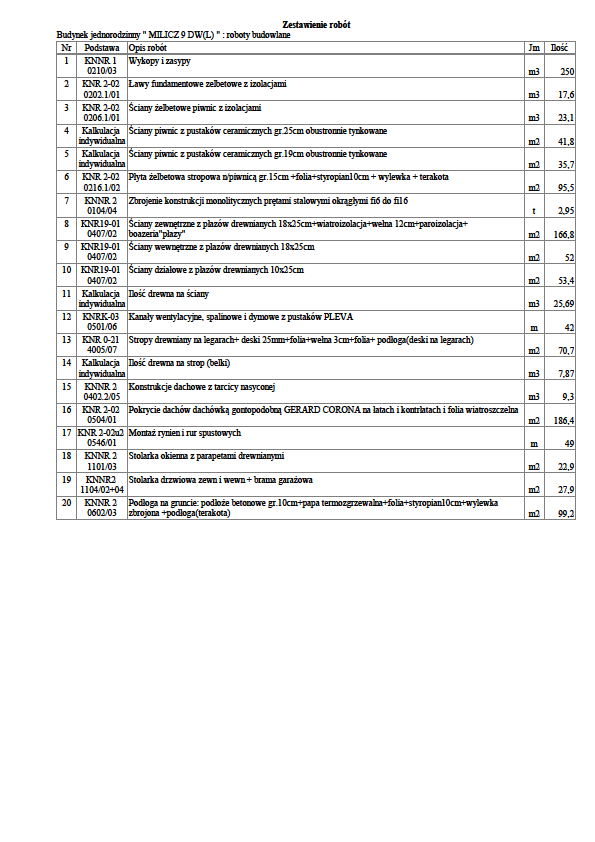 Zestawienie robót
Budynek jednorodzinny " MILICZ 9 DW(L) " : roboty budowlane
Nr Podstawa Opis robót Jm Ilość
1 KNNR 1 Wykopy i zasypy
0210/03 m3 250
2 KNR 2-02 Ławy fundamentowe żelbetowe z izolacjami
0202.1/01 m3 17,6
3 KNR 2-02 Ściany żelbetowe piwnic z izolacjami
0206.1/01 m3 23,1
4 Kalkulacja Ściany piwnic z pustaków ceramicznych gr.25cm obustronnie tynkowane
indywidualna m2 41,8
5 Kalkulacja Ściany piwnic z pustaków ceramicznych gr.19cm obustronnie tynkowane
indywidualna m2 35,7
6 KNR 2-02 Płyta żelbetowa stropowa n/piwnicą gr.15cm +folia+styropian10cm + wylewka + terakota
0216.1/02 m2 95,5
7 KNNR 2 Zbrojenie konstrukcji monolitycznych prętami stalowymi okrągłymi fi6 do fi16
0104/04 t 2,95
8 KNR19-01 Ściany zewnętrzne z płazów drewnianych 18x25cm+wiatroizolacja+wełna 12cm+paroizolacja+
0407/02 boazeria"płazy" m2 166,8
9 KNR19-01 Ściany wewnętrzne z płazów drewnianych 18x25cm
0407/02 m2 52
10 KNR19-01 Ściany działowe z płazów drewnianych 10x25cm
0407/02 m2 53,4
11 Kalkulacja Ilość drewna na ściany
indywidualna m3 25,69
12 KNRK-03 Kanały wentylacyjne, spalinowe i dymowe z pustaków PLEVA
0501/06 m 42
13 KNR 0-21 Stropy drewniany na legarach+ deski 25mm+folia+wełna 3cm+folia+ podłoga(deski na legarach)
4005/07 m2 70,7
14 Kalkulacja Ilość drewna na strop (belki)
indywidualna m3 7,87
15 KNNR 2 Konstrukcje dachowe z tarcicy nasyconej
0402.2/05 m3 9,3
16 KNR 2-02 Pokrycie dachów dachówką gontopodobną GERARD CORONA na łatach i kontrłatach i folia wiatroszczelna
0504/01 m2 186,4
17 KNR 2-02u2 Montaż rynien i rur spustowych
0546/01 m 49
18 KNNR 2 Stolarka okienna z parapetami drewnianymi
1101/03 m2 22,9
19 KNNR2 Stolarka drzwiowa zewn i wewn + brama garażowa
1104/02+04 m2 27,9
20 KNNR 2 Podłoga na gruncie: podłoże betonowe gr.10cm+papa termozgrzewalna+folia+styropian10cm+wylewka
0602/03 zbrojona +podłoga(terakota) m2 99,2